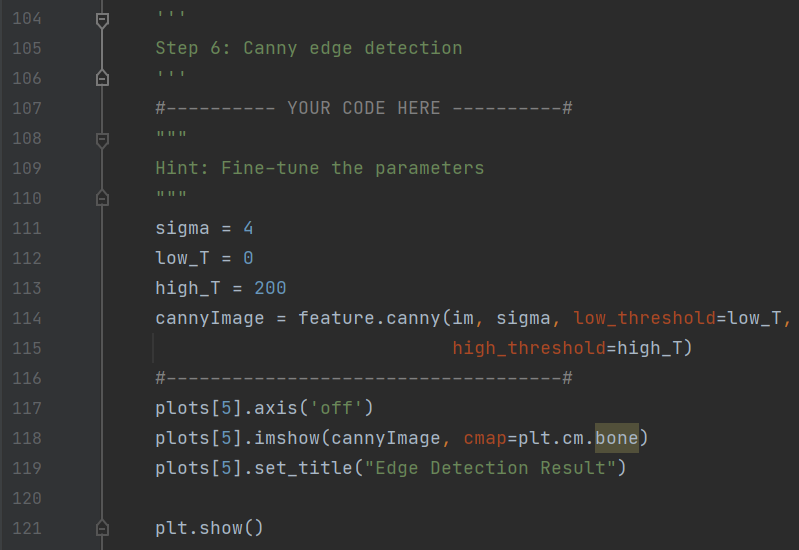 104 '''
105 Step 6: Canny edge detection
106 '''
107 #---------- YOUR CODE HERE ----------#
108 """
109 Hint: Fine-tune the parameters
110 """
111 sigma = 4
112 low_T = 0
113 high_T = 200
114 cannyImage = feature.canny(im, sigma, low_threshold=low_T,
115 high_threshold=high_T)
116 #------------------------------------#
117 plots[5].axis('off')
118 plots[5].imshow(cannyImage, cmap=plt.cm.bone)
119 plots[5].set_title("Edge Detection Result")
120
121 plt.show()